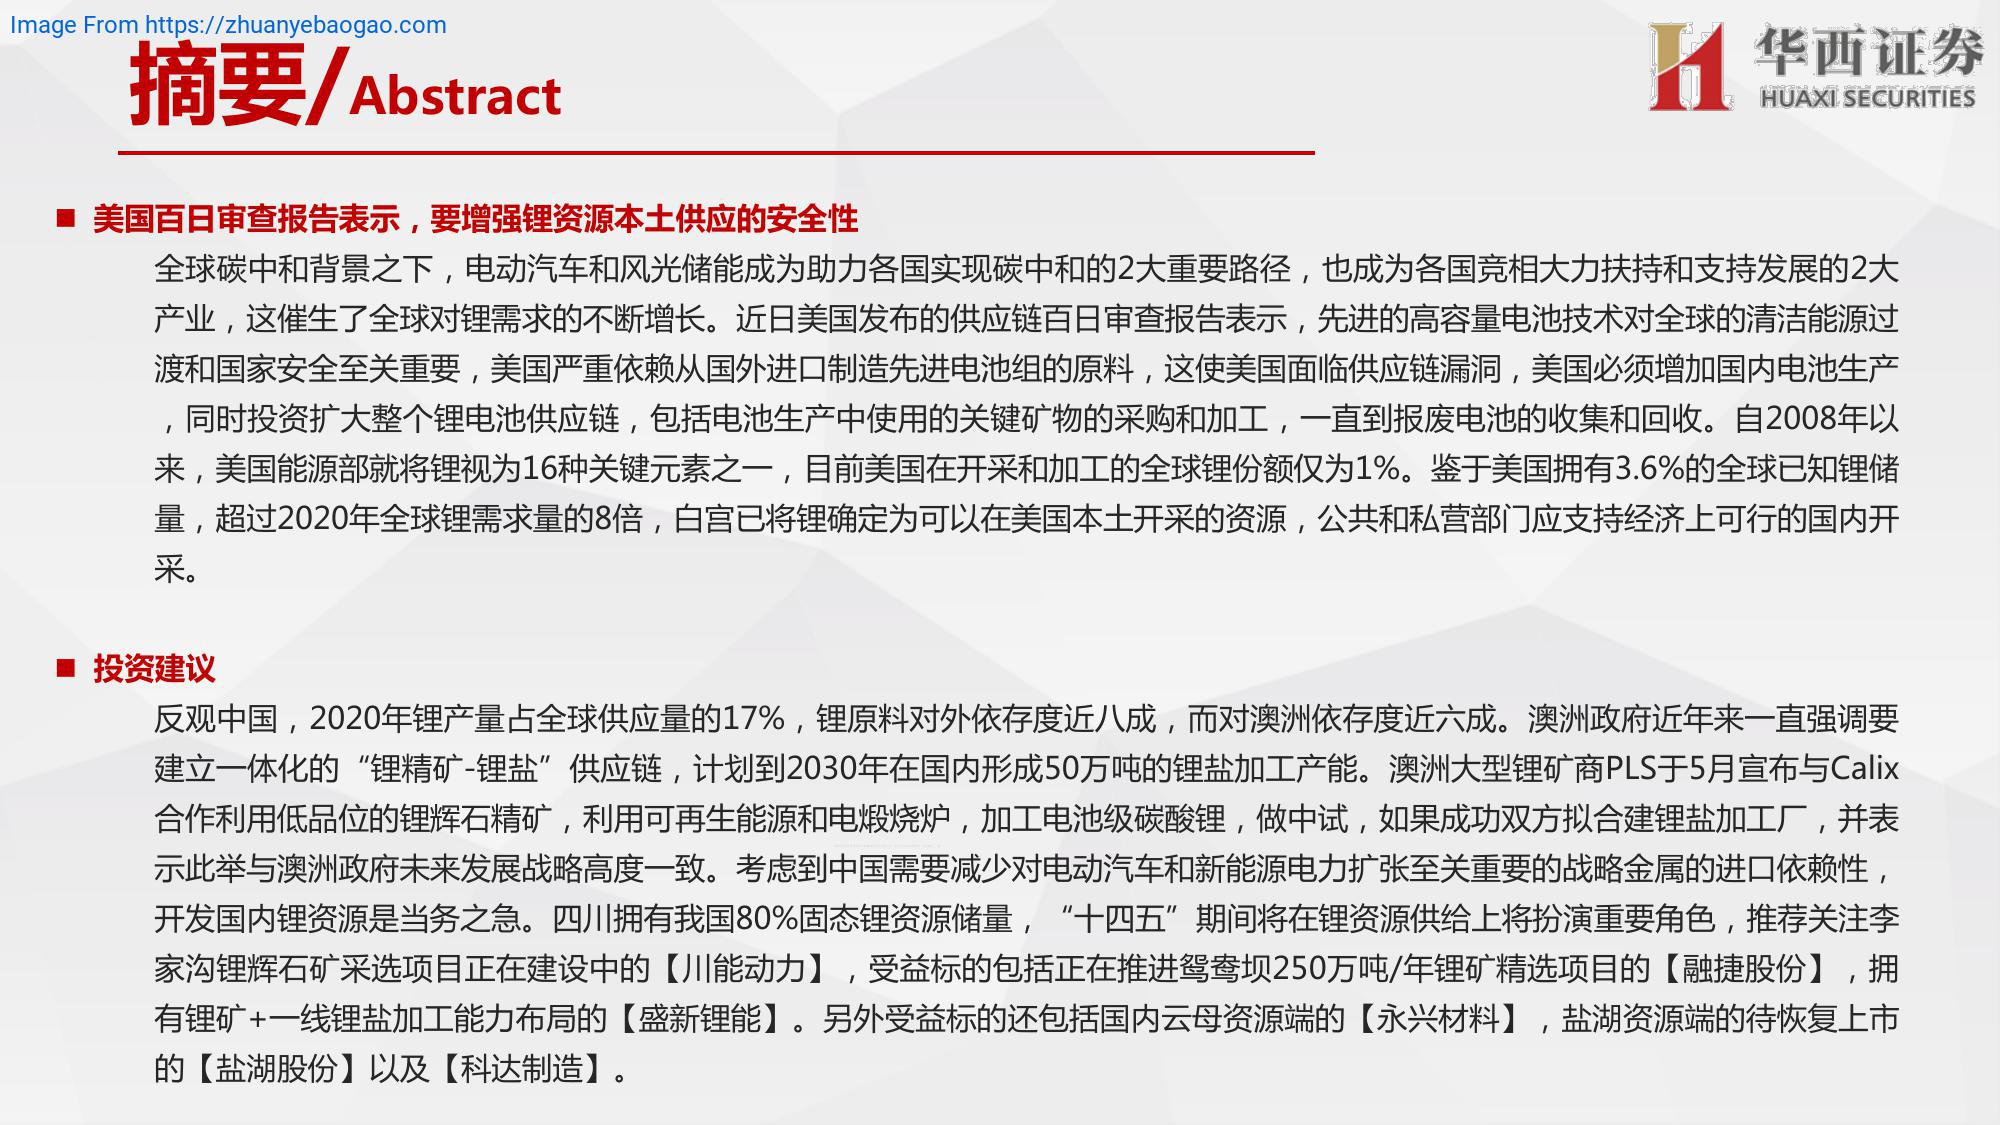 Image From https://zhuanyebaogao.com
摘要/Abstract
华西证券
HUAXI SECURITIES
■ 美国百日审查报告表示，要增强锂资源本土供应的安全性
全球碳中和背景之下，电动汽车和风光储能成为助力各国实现碳中和的2大重要路径，也成为各国竞相大力扶持和支持发展的2大
产业，这催生了全球对锂需求的不断增长。近日美国发布的供应链百日审查报告表示，先进的高容量电池技术对全球的清洁能源过
渡和国家安全至关重要，美国严重依赖从国外进口制造先进电池组的原料，这使美国面临供应链漏洞，美国必须增加国内电池生产
，同时投资扩大整个锂电池供应链，包括电池生产中使用的关键矿物的采购和加工，一直到报废电池的收集和回收。自2008年以
来，美国能源部就将锂视为16种关键元素之一，目前美国在开采和加工的全球锂份额仅为1%。鉴于美国拥有3.6%的全球已知锂储
量，超过2020年全球锂需求量的8倍，白宫已将锂确定为可以在美国本土开采的资源，公共和私营部门应支持经济上可行的国内开
采。
■ 投资建议
反观中国，2020年锂产量占全球供应量的17%，锂原料对外依存度近八成，而对澳洲依存度近六成。澳洲政府近年来一直强调要
建立一体化的“锂精矿-锂盐”供应链，计划到2030年在国内形成50万吨的锂盐加工产能。澳洲大型锂矿商PLS于5月宣布与Calix
合作利用低品位的锂辉石精矿，利用可再生能源和电煅烧炉，加工电池级碳酸锂，做中试，如果成功双方拟合建锂盐加工厂，并表
示此举与澳洲政府未来发展战略高度一致。考虑到中国需要减少对电动汽车和新能源电力扩张至关重要的战略金属的进口依赖性，
开发国内锂资源是当务之急。四川拥有我国80%固态锂资源储量，“十四五”期间将在锂资源供给上将扮演重要角色，推荐关注李
家沟锂辉石矿采选项目正在建设中的【川能动力】，受益标的包括正在推进鸳鸯坝250万吨/年锂矿精选项目的【融捷股份】，拥
有锂矿+一线锂盐加工能力布局的【盛新锂能】。另外受益标的还包括国内云母资源端的【永兴材料】，盐湖资源端的待恢复上市
的【盐湖股份】以及【科达制造】。